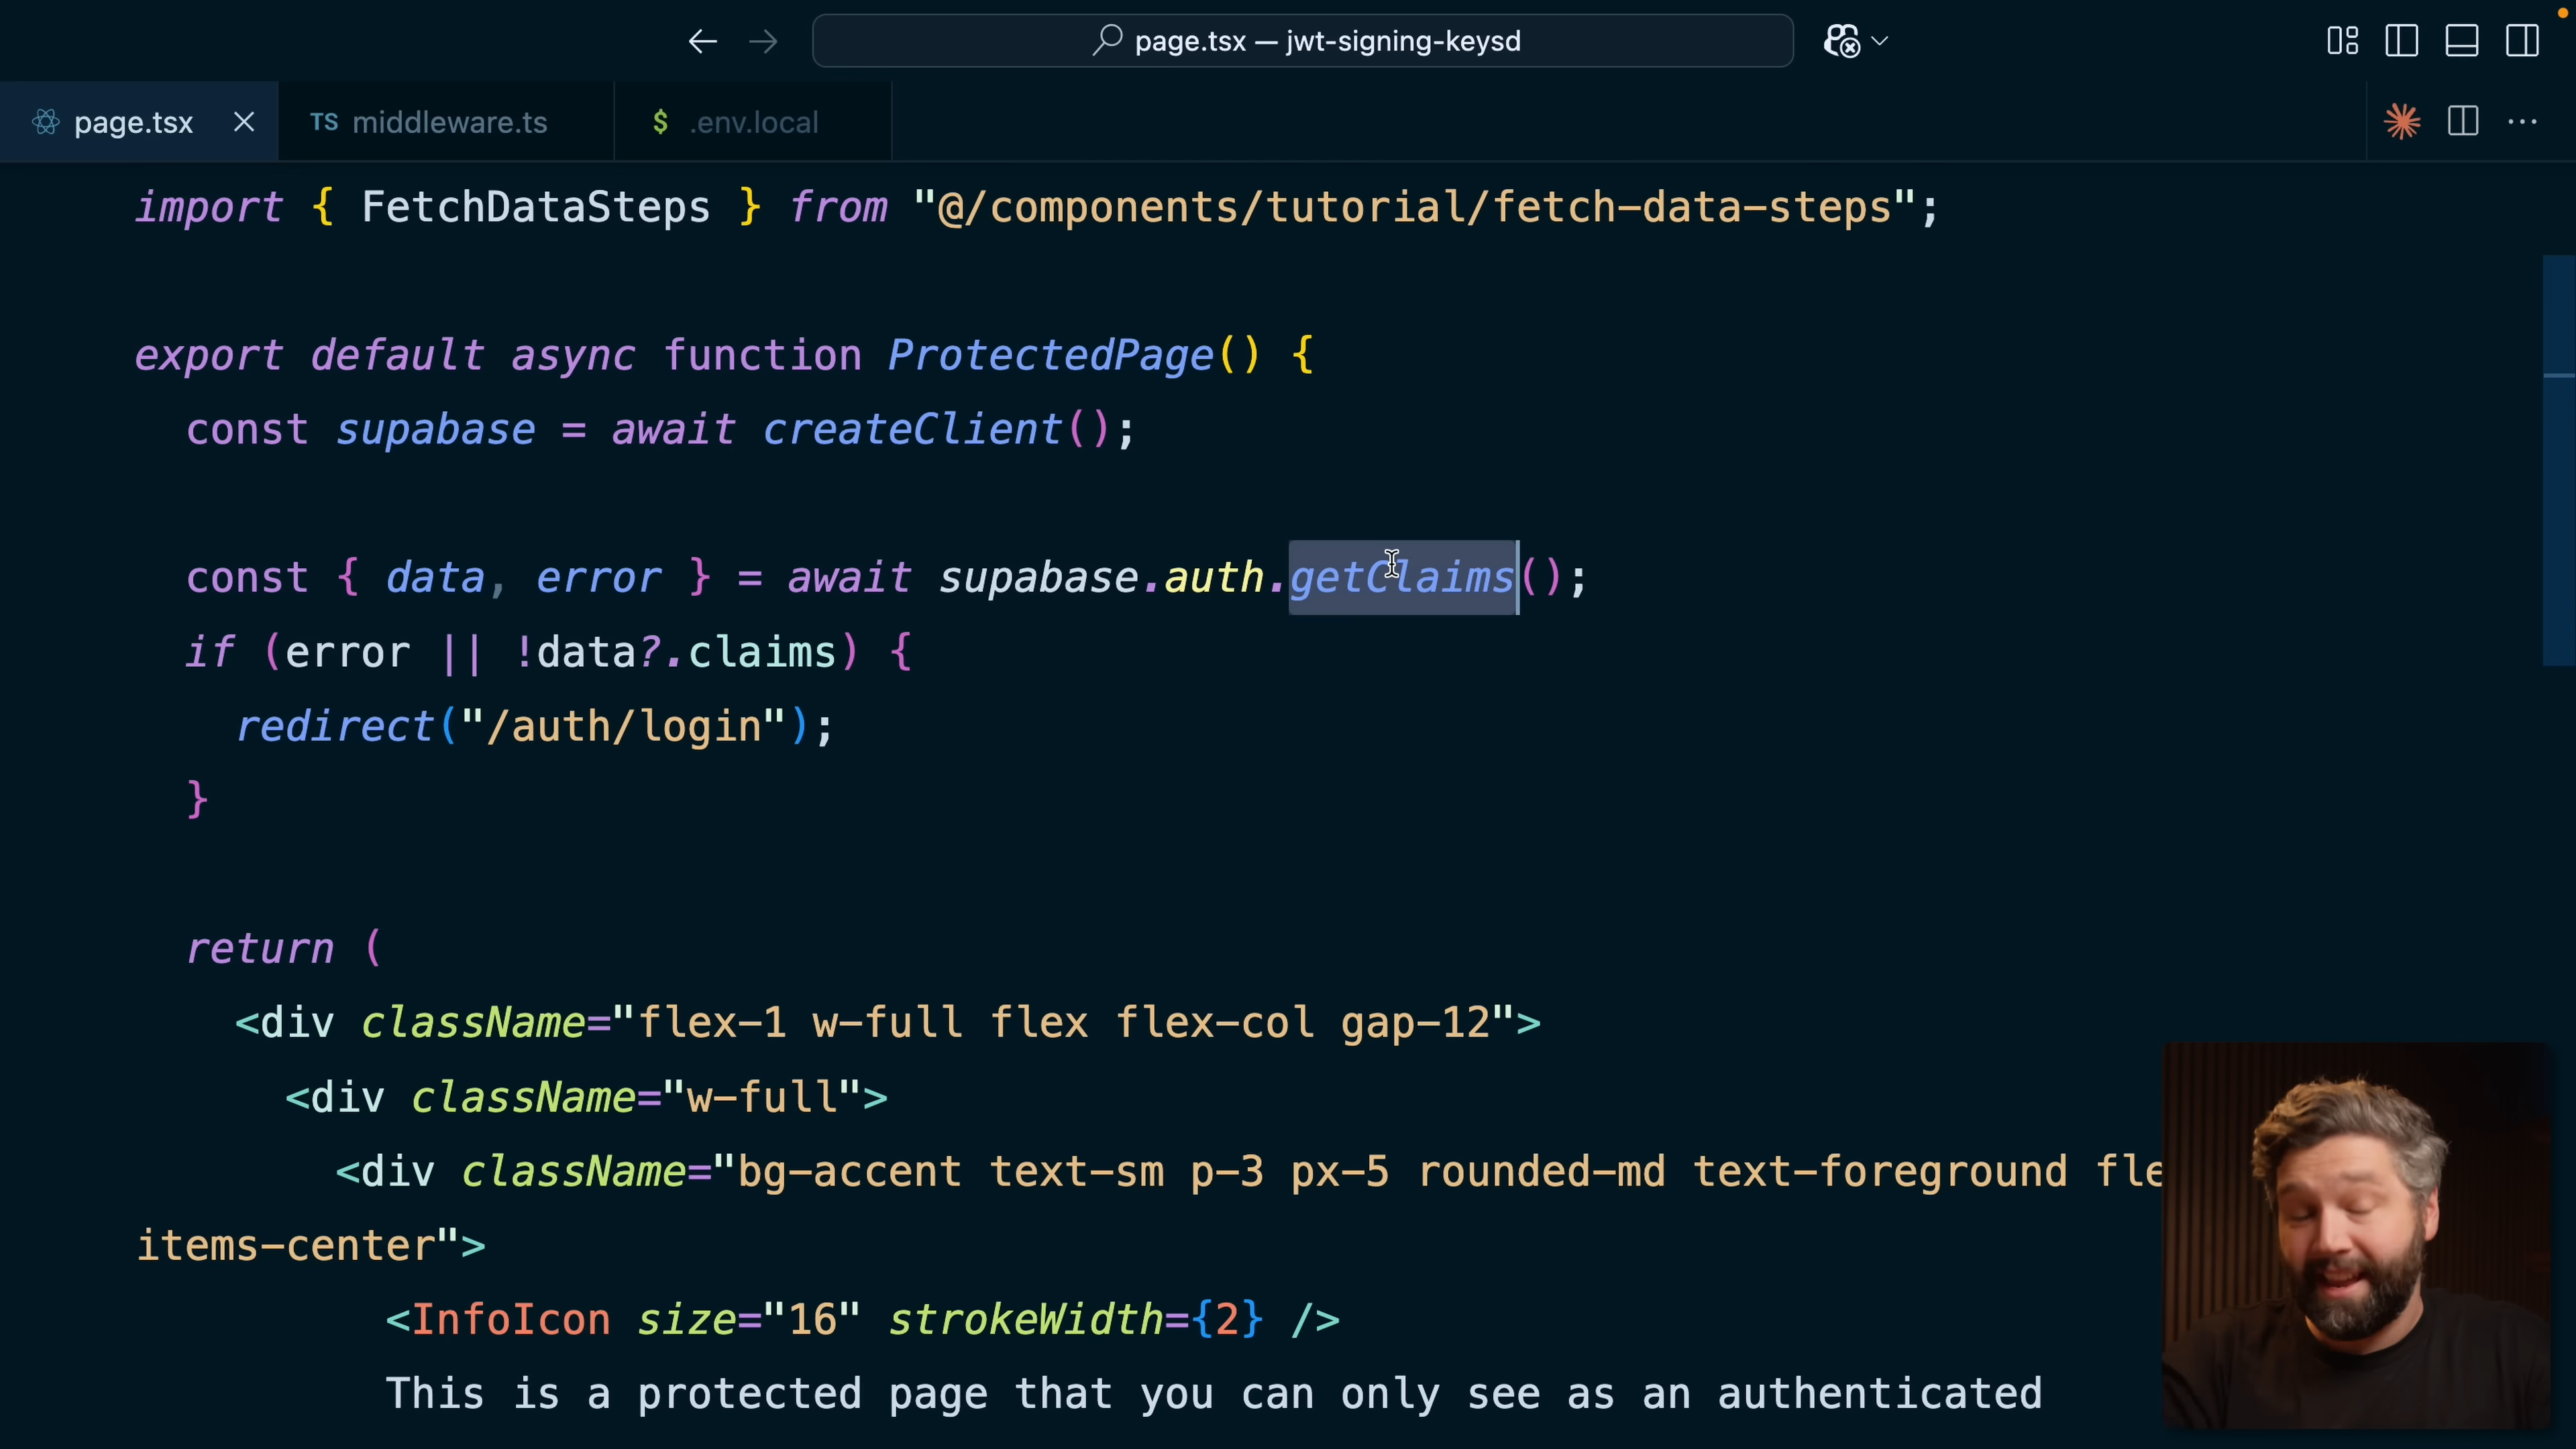 page.tsx — jwt-signing-keysd
page.tsx
TS middleware.ts
$ .env.local
import { FetchDataSteps } from "@/components/tutorial/fetch-data-steps";
export default async function ProtectedPage() {
const supabase = await createClient();
const { data, error } = await supabase.auth.getClaims();
if (error || !data?.claims) {
redirect("/auth/login");
}
return (
<div className="flex-1 w-full flex flex-col gap-12">
<div className="w-full">
<div className="bg-accent text-sm p-3 px-5 rounded-md text-foreground fle
items-center">
<InfoIcon size="16" strokeWidth={2} />
This is a protected page that you can only see as an authenticated